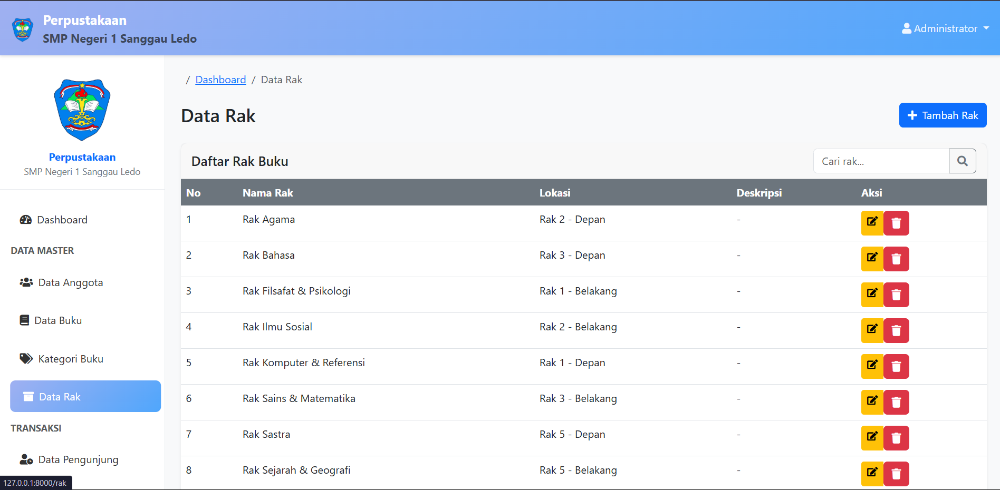 Perpustakaan
SMP Negeri 1 Sanggau Ledo
Administrator
Perpustakaan
SMP Negeri 1 Sanggau Ledo
Dashboard
DATA MASTER
Data Anggota
Data Buku
Kategori Buku
Data Rak
TRANSAKSI
Data Pengunjung
127.0.0.1:8000/rak
/ Dashboard / Data Rak
Data Rak
Tambah Rak
Daftar Rak Buku
Cari rak...
No Nama Rak Lokasi Deskripsi Aksi
1 Rak Agama Rak 2 - Depan -
2 Rak Bahasa Rak 3 - Depan -
3 Rak Filsafat & Psikologi Rak 1 - Belakang -
4 Rak Ilmu Sosial Rak 2 - Belakang -
5 Rak Komputer & Referensi Rak 1 - Depan -
6 Rak Sains & Matematika Rak 3 - Belakang -
7 Rak Sastra Rak 5 - Depan -
8 Rak Sejarah & Geografi Rak 5 - Belakang -